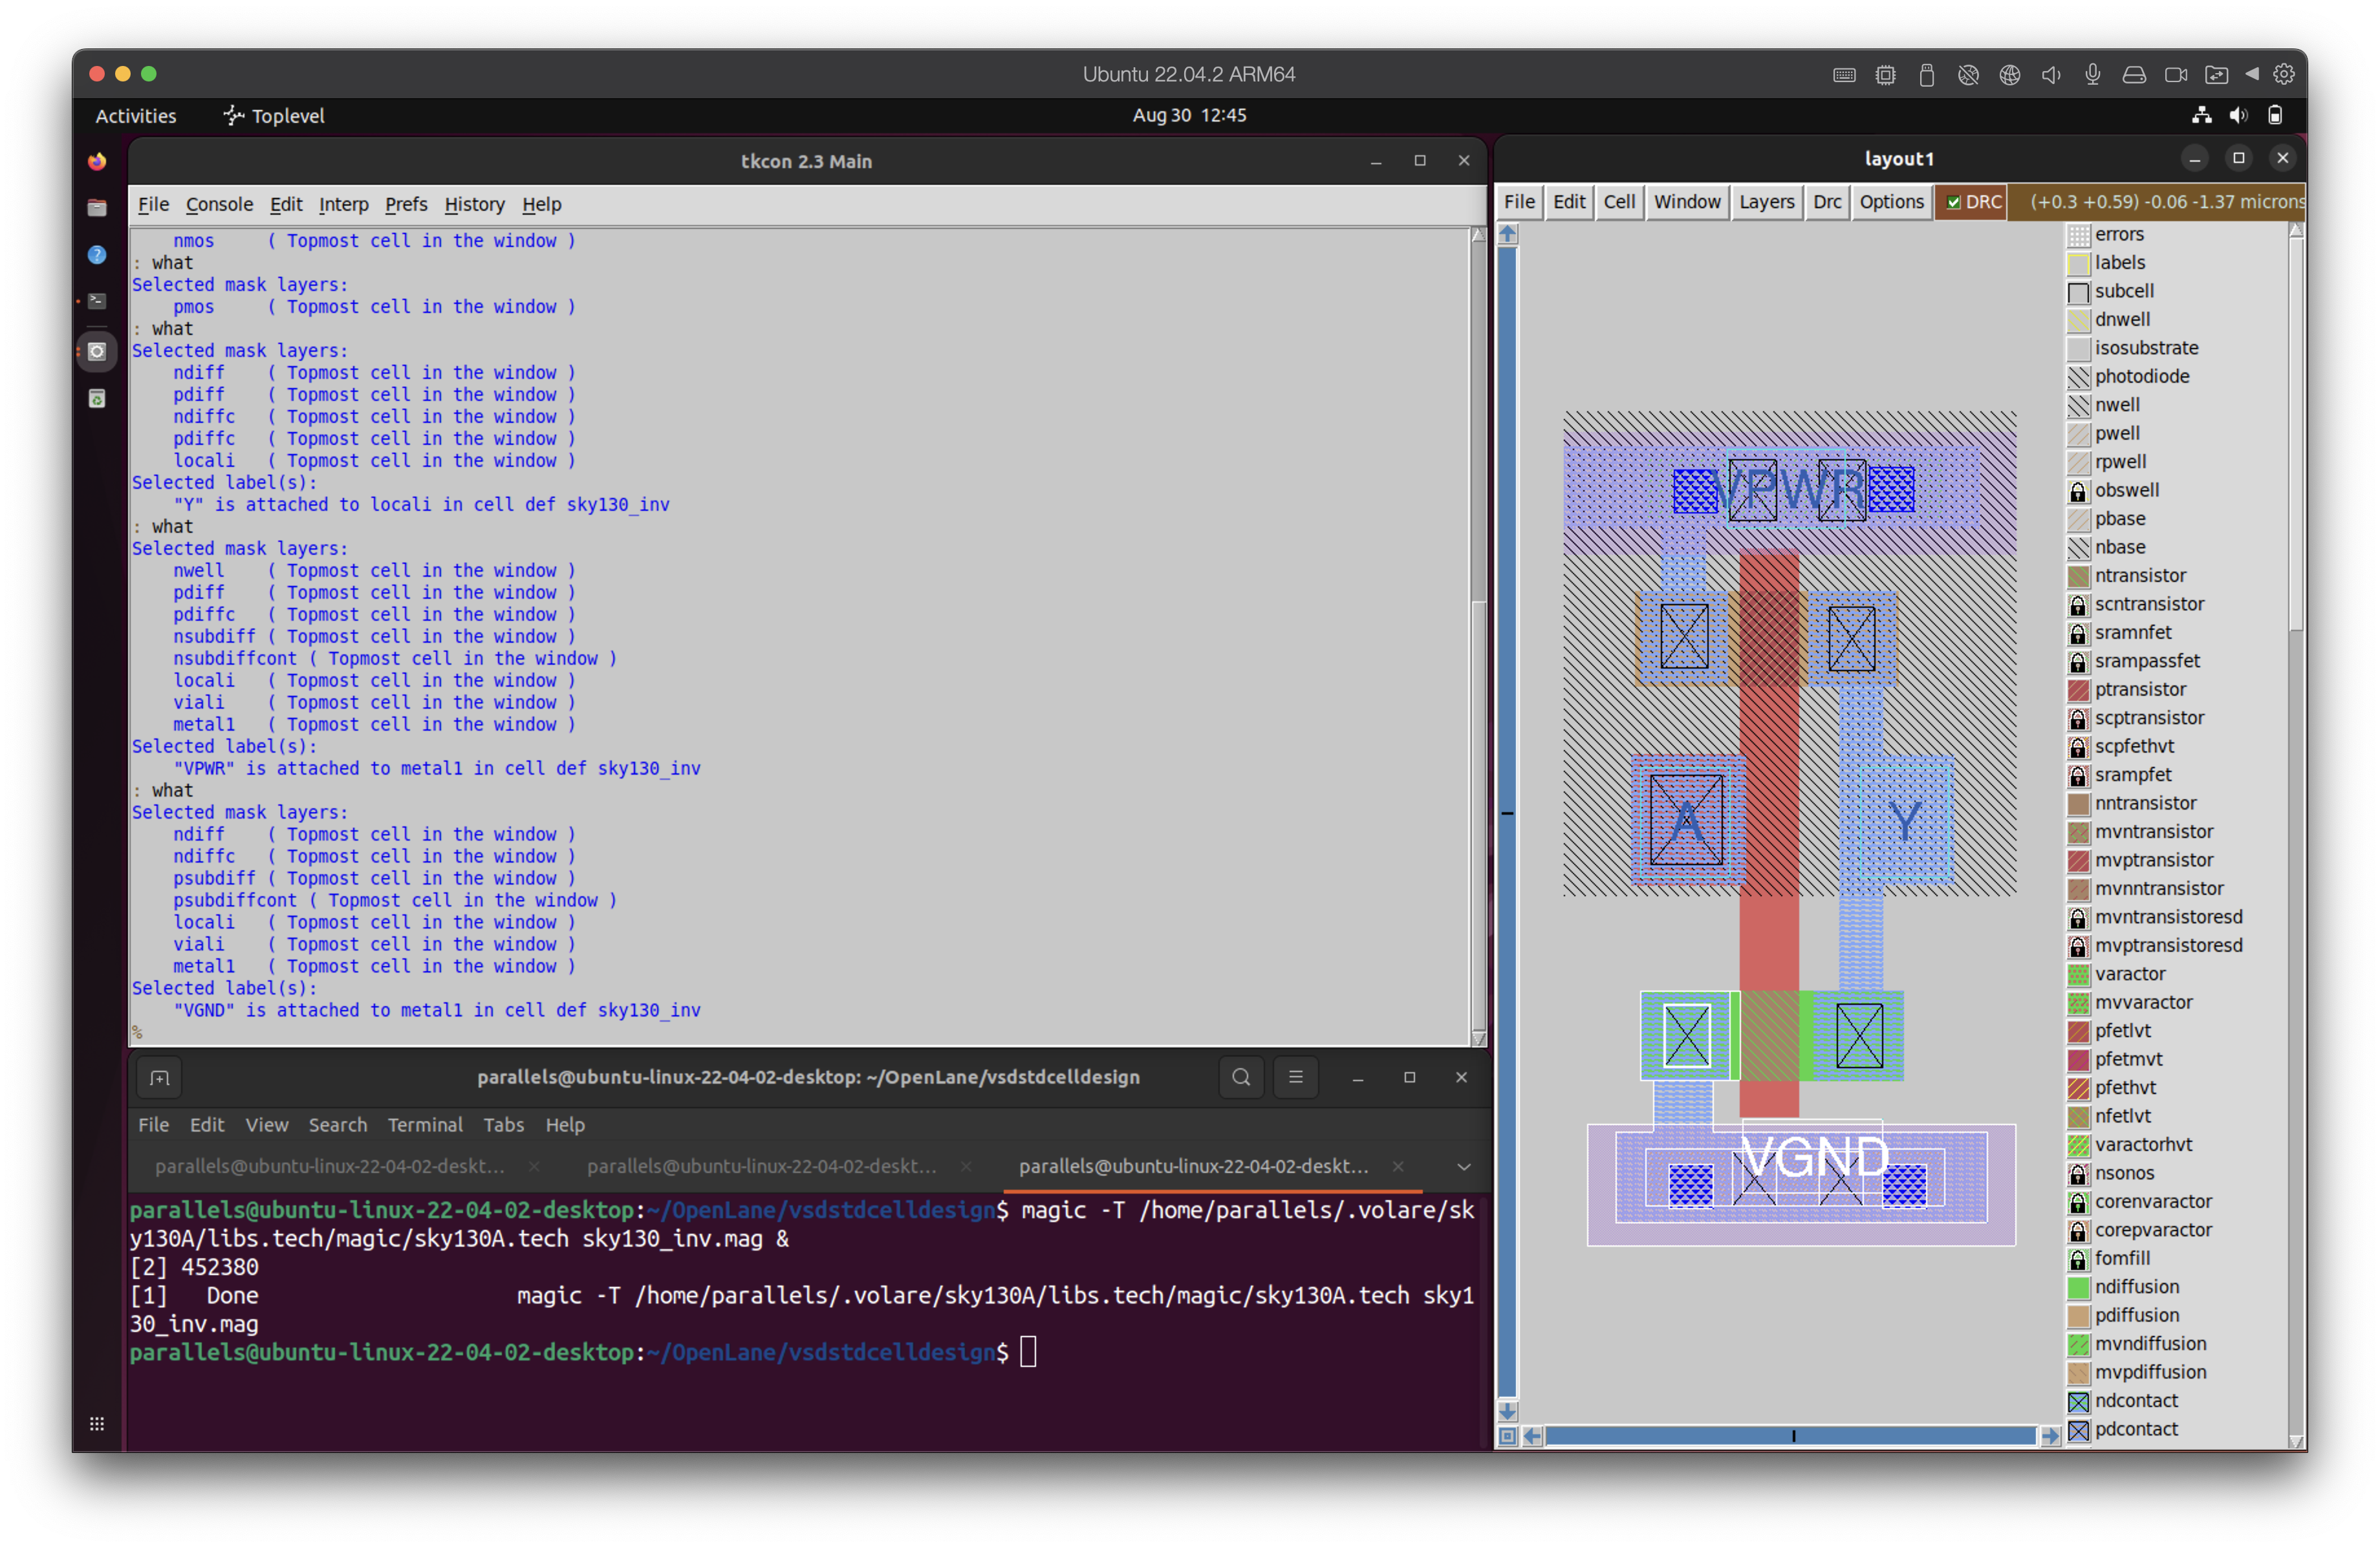 Ubuntu 22.04.2 ARM64
Activities
Toplevel
Aug 30 12:45
tkcon 2.3 Main
File Console Edit Interp Prefs History Help
nmos ( Topmost cell in the window )
: what
Selected mask layers:
pmos ( Topmost cell in the window )
: what
Selected mask layers:
ndiff ( Topmost cell in the window )
pdiff ( Topmost cell in the window )
ndiffc ( Topmost cell in the window )
pdiffc ( Topmost cell in the window )
locali ( Topmost cell in the window )
Selected label(s):
"Y" is attached to locali in cell def sky130_inv
: what
Selected mask layers:
nwell ( Topmost cell in the window )
pdiff ( Topmost cell in the window )
pdiffc ( Topmost cell in the window )
nsubdiff ( Topmost cell in the window )
nsubdiffcont ( Topmost cell in the window )
locali ( Topmost cell in the window )
viali ( Topmost cell in the window )
metal1 ( Topmost cell in the window )
Selected label(s):
"VPWR" is attached to metal1 in cell def sky130_inv
: what
Selected mask layers:
ndiff ( Topmost cell in the window )
ndiffc ( Topmost cell in the window )
psubdiff ( Topmost cell in the window )
psubdiffcont ( Topmost cell in the window )
locali ( Topmost cell in the window )
viali ( Topmost cell in the window )
metal1 ( Topmost cell in the window )
Selected label(s):
"VGND" is attached to metal1 in cell def sky130_inv
%
parallels@ubuntu-linux-22-04-02-desktop: ~/OpenLane/vsdstdcelldesign
File Edit View Search Terminal Tabs Help
parallels@ubuntu-linux-22-04-02-deskt...
parallels@ubuntu-linux-22-04-02-deskt...
parallels@ubuntu-linux-22-04-02-deskt...
parallels@ubuntu-linux-22-04-02-desktop:~/OpenLane/vsdstdcelldesign$ magic -T /home/parallels/.volare/sk
y130A/libs.tech/magic/sky130A.tech sky130_inv.mag &
[2] 452380
[1] Done magic -T /home/parallels/.volare/sky130A/libs.tech/magic/sky130A.tech sky1
30_inv.mag
parallels@ubuntu-linux-22-04-02-desktop:~/OpenLane/vsdstdcelldesign$
layout1
File Edit Cell Window Layers Drc Options DRC (+0.3 +0.59) -0.06 -1.37 microns
VPWR
A
Y
VGND
errors
labels
subcell
dnwell
isosubstrate
photodiode
nwell
pwell
rpwell
obswell
pbase
nbase
ntransistor
scntransistor
sramnfet
srampassfet
ptransistor
scptransistor
scpfethvt
srampfet
nntransistor
mvntransistor
mvptransistor
mvnntransistor
mvntransistoresd
mvptransistoresd
varactor
mvvaractor
pfetlvt
pfetmvt
pfethvt
nfetlvt
varactorhvt
nsonos
corenvaractor
corepvaractor
fomfill
ndiffusion
pdiffusion
mvndiffusion
mvpdiffusion
ndcontact
pdcontact